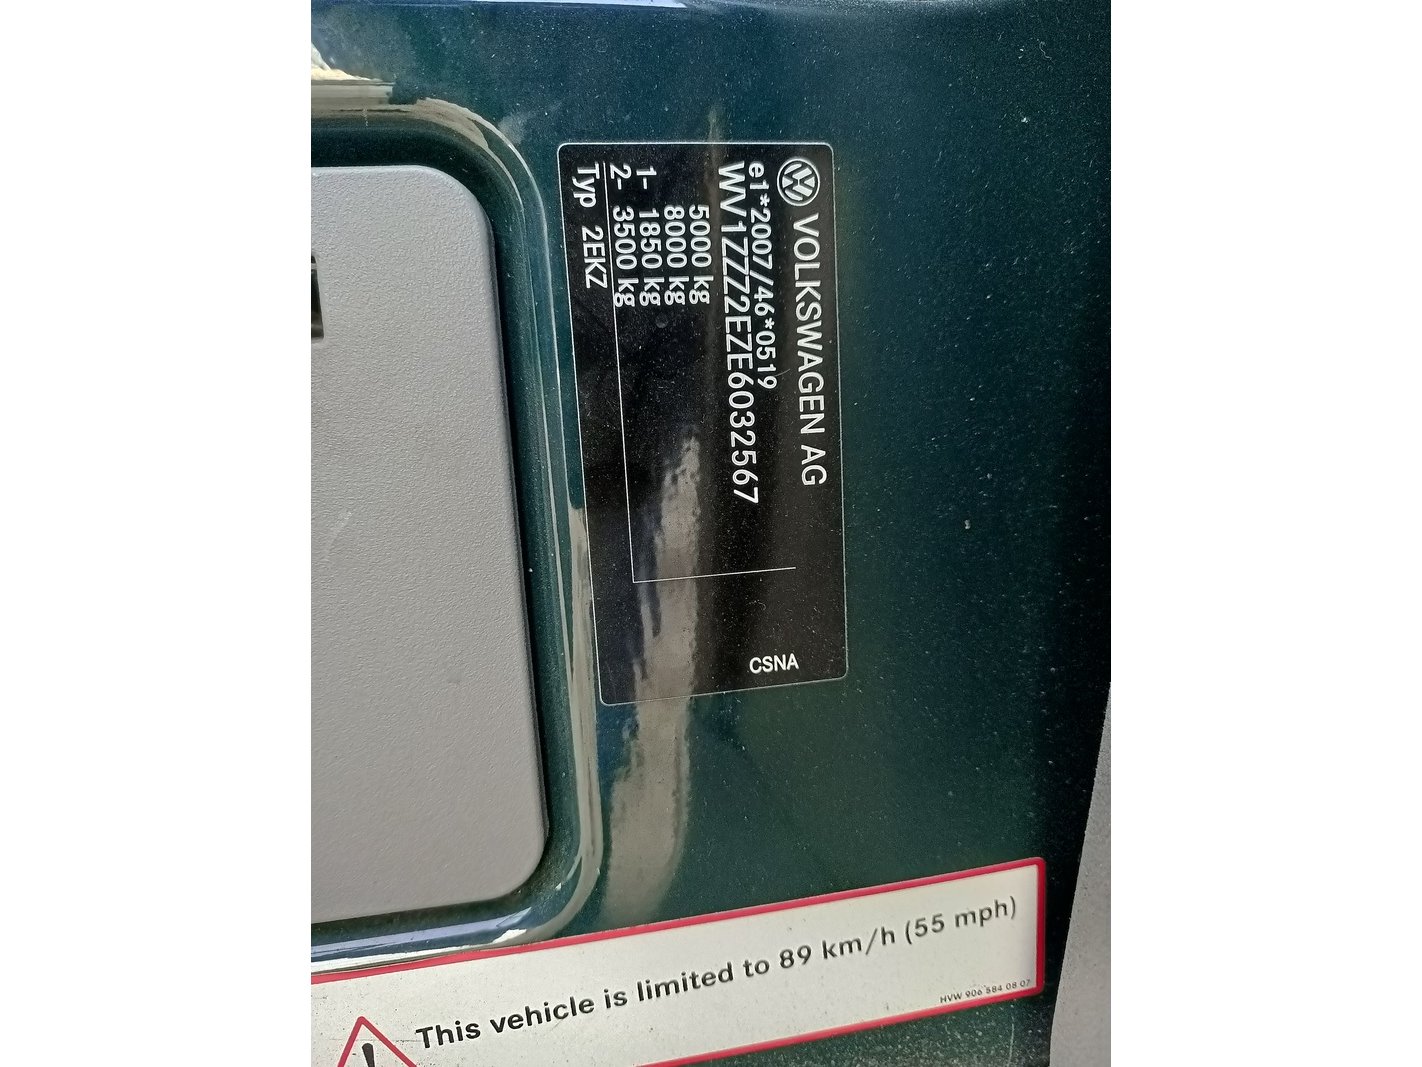 VOLKSWAGEN AG
e1*2007/46*0519
WV1ZZZ2EZE6032567
5000 kg
8000 kg
1- 1850 kg
2- 3500 kg
Typ 2EKZ
CSNA
This vehicle is limited to 89 km/h (55 mph)
HVW 906 584 08 07